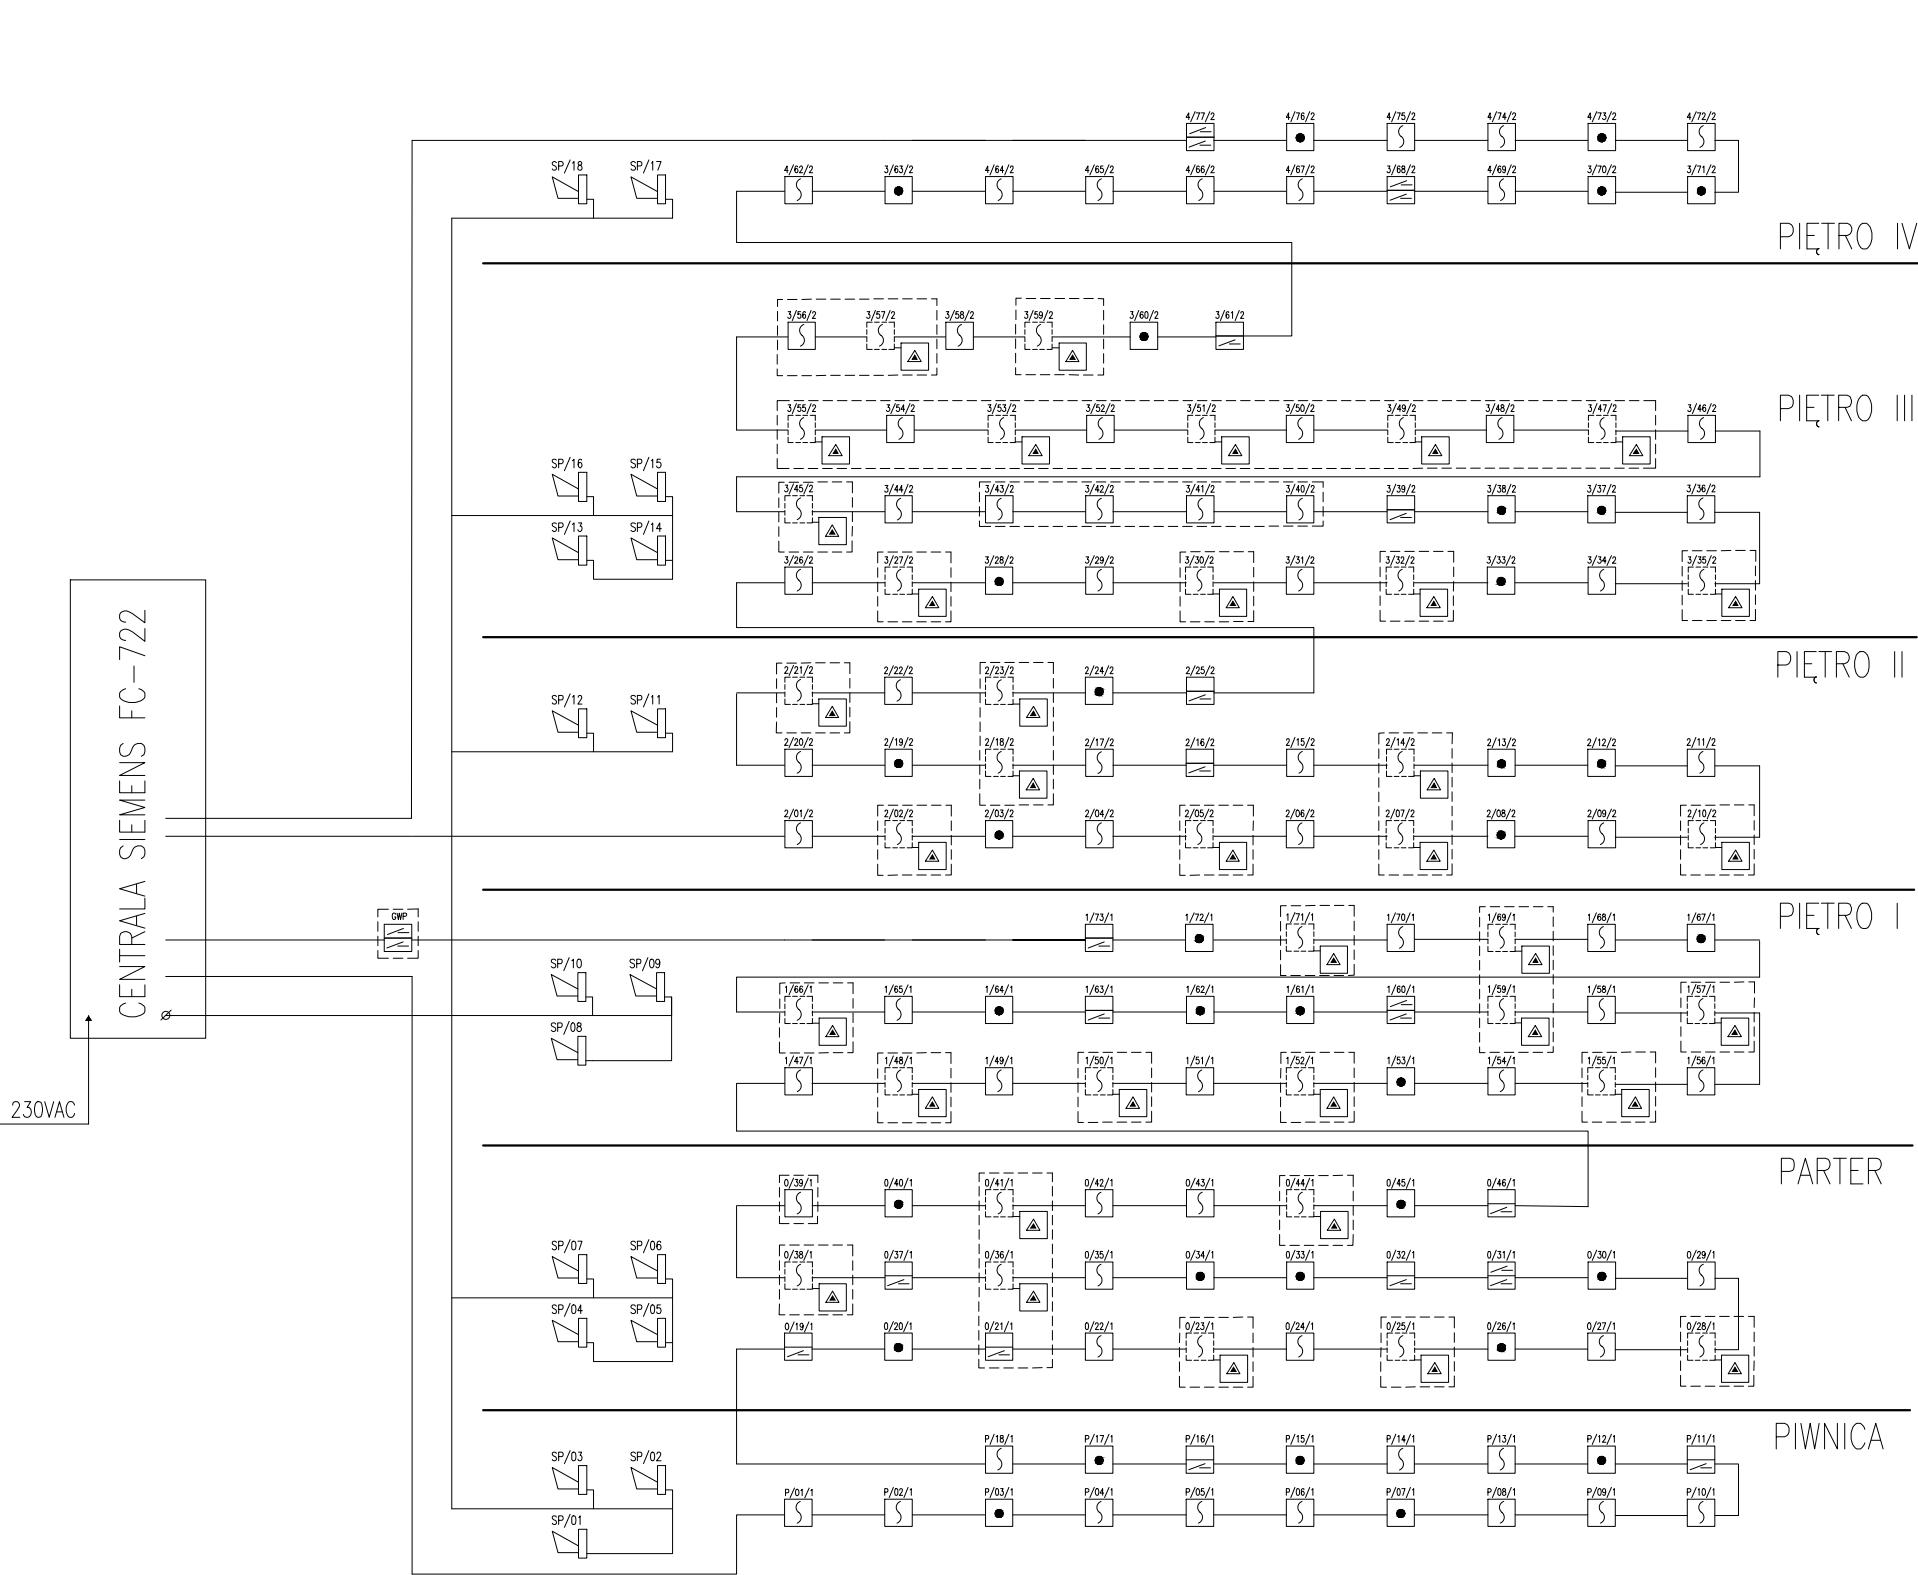 4/77/2 4/76/2 4/75/2 4/74/2 4/73/2 4/72/2
SP/18 SP/17 4/62/2 3/63/2 4/64/2 4/65/2 4/66/2 4/67/2 3/68/2 4/69/2 3/70/2 3/71/2
PIĘTRO IV
3/56/2 3/57/2 3/58/2 3/59/2 3/60/2 3/61/2
PIĘTRO III
3/55/2 3/54/2 3/53/2 3/52/2 3/51/2 3/50/2 3/49/2 3/48/2 3/47/2 3/46/2
SP/16 SP/15
3/45/2 3/44/2 3/43/2 3/42/2 3/41/2 3/40/2 3/39/2 3/38/2 3/37/2 3/36/2
SP/13 SP/14
3/26/2 3/27/2 3/28/2 3/29/2 3/30/2 3/31/2 3/32/2 3/33/2 3/34/2 3/35/2
PIĘTRO II
2/21/2 2/22/2 2/23/2 2/24/2 2/25/2
SP/12 SP/11
2/20/2 2/19/2 2/18/2 2/17/2 2/16/2 2/15/2 2/14/2 2/13/2 2/12/2 2/11/2
2/01/2 2/02/2 2/03/2 2/04/2 2/05/2 2/06/2 2/07/2 2/08/2 2/09/2 2/10/2
CENTRALA SIEMENS FC-722
PIĘTRO I
GWP
1/73/1 1/72/1 1/71/1 1/70/1 1/69/1 1/68/1 1/67/1
SP/10 SP/09
1/66/1 1/65/1 1/64/1 1/63/1 1/62/1 1/61/1 1/60/1 1/59/1 1/58/1 1/57/1
SP/08
1/47/1 1/48/1 1/49/1 1/50/1 1/51/1 1/52/1 1/53/1 1/54/1 1/55/1 1/56/1
230VAC
PARTER
0/39/1 0/40/1 0/41/1 0/42/1 0/43/1 0/44/1 0/45/1 0/46/1
SP/07 SP/06
0/38/1 0/37/1 0/36/1 0/35/1 0/34/1 0/33/1 0/32/1 0/31/1 0/30/1 0/29/1
SP/04 SP/05
0/19/1 0/20/1 0/21/1 0/22/1 0/23/1 0/24/1 0/25/1 0/26/1 0/27/1 0/28/1
PIWNICA
P/18/1 P/17/1 P/16/1 P/15/1 P/14/1 P/13/1 P/12/1 P/11/1
SP/03 SP/02
P/01/1 P/02/1 P/03/1 P/04/1 P/05/1 P/06/1 P/07/1 P/08/1 P/09/1 P/10/1
SP/01